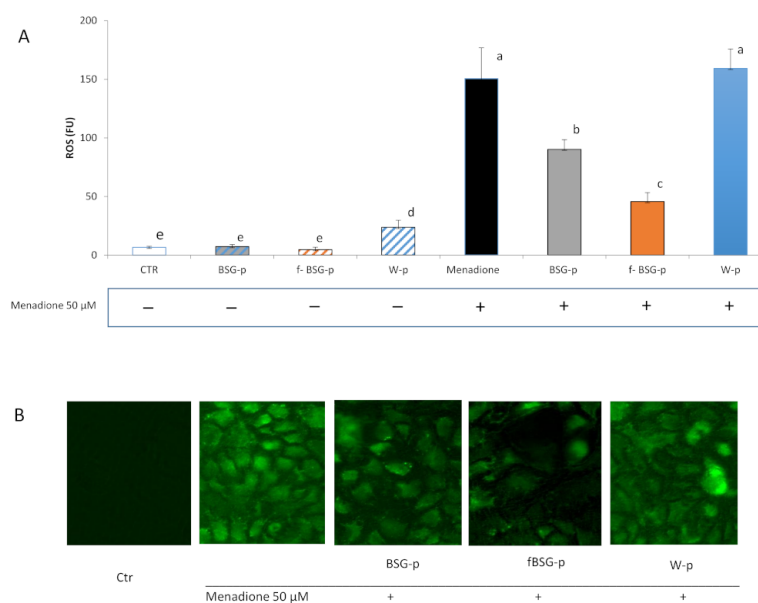 A
200
150
100
50
0
ROS (FU)
e
e
e
d
a
b
c
a
CTR BSG-p f- BSG-p W-p Menadione BSG-p f- BSG-p W-p
Menadione 50 µM − − − − + + + +
B
BSG-p fBSG-p W-p
Ctr
Menadione 50 µM + + +